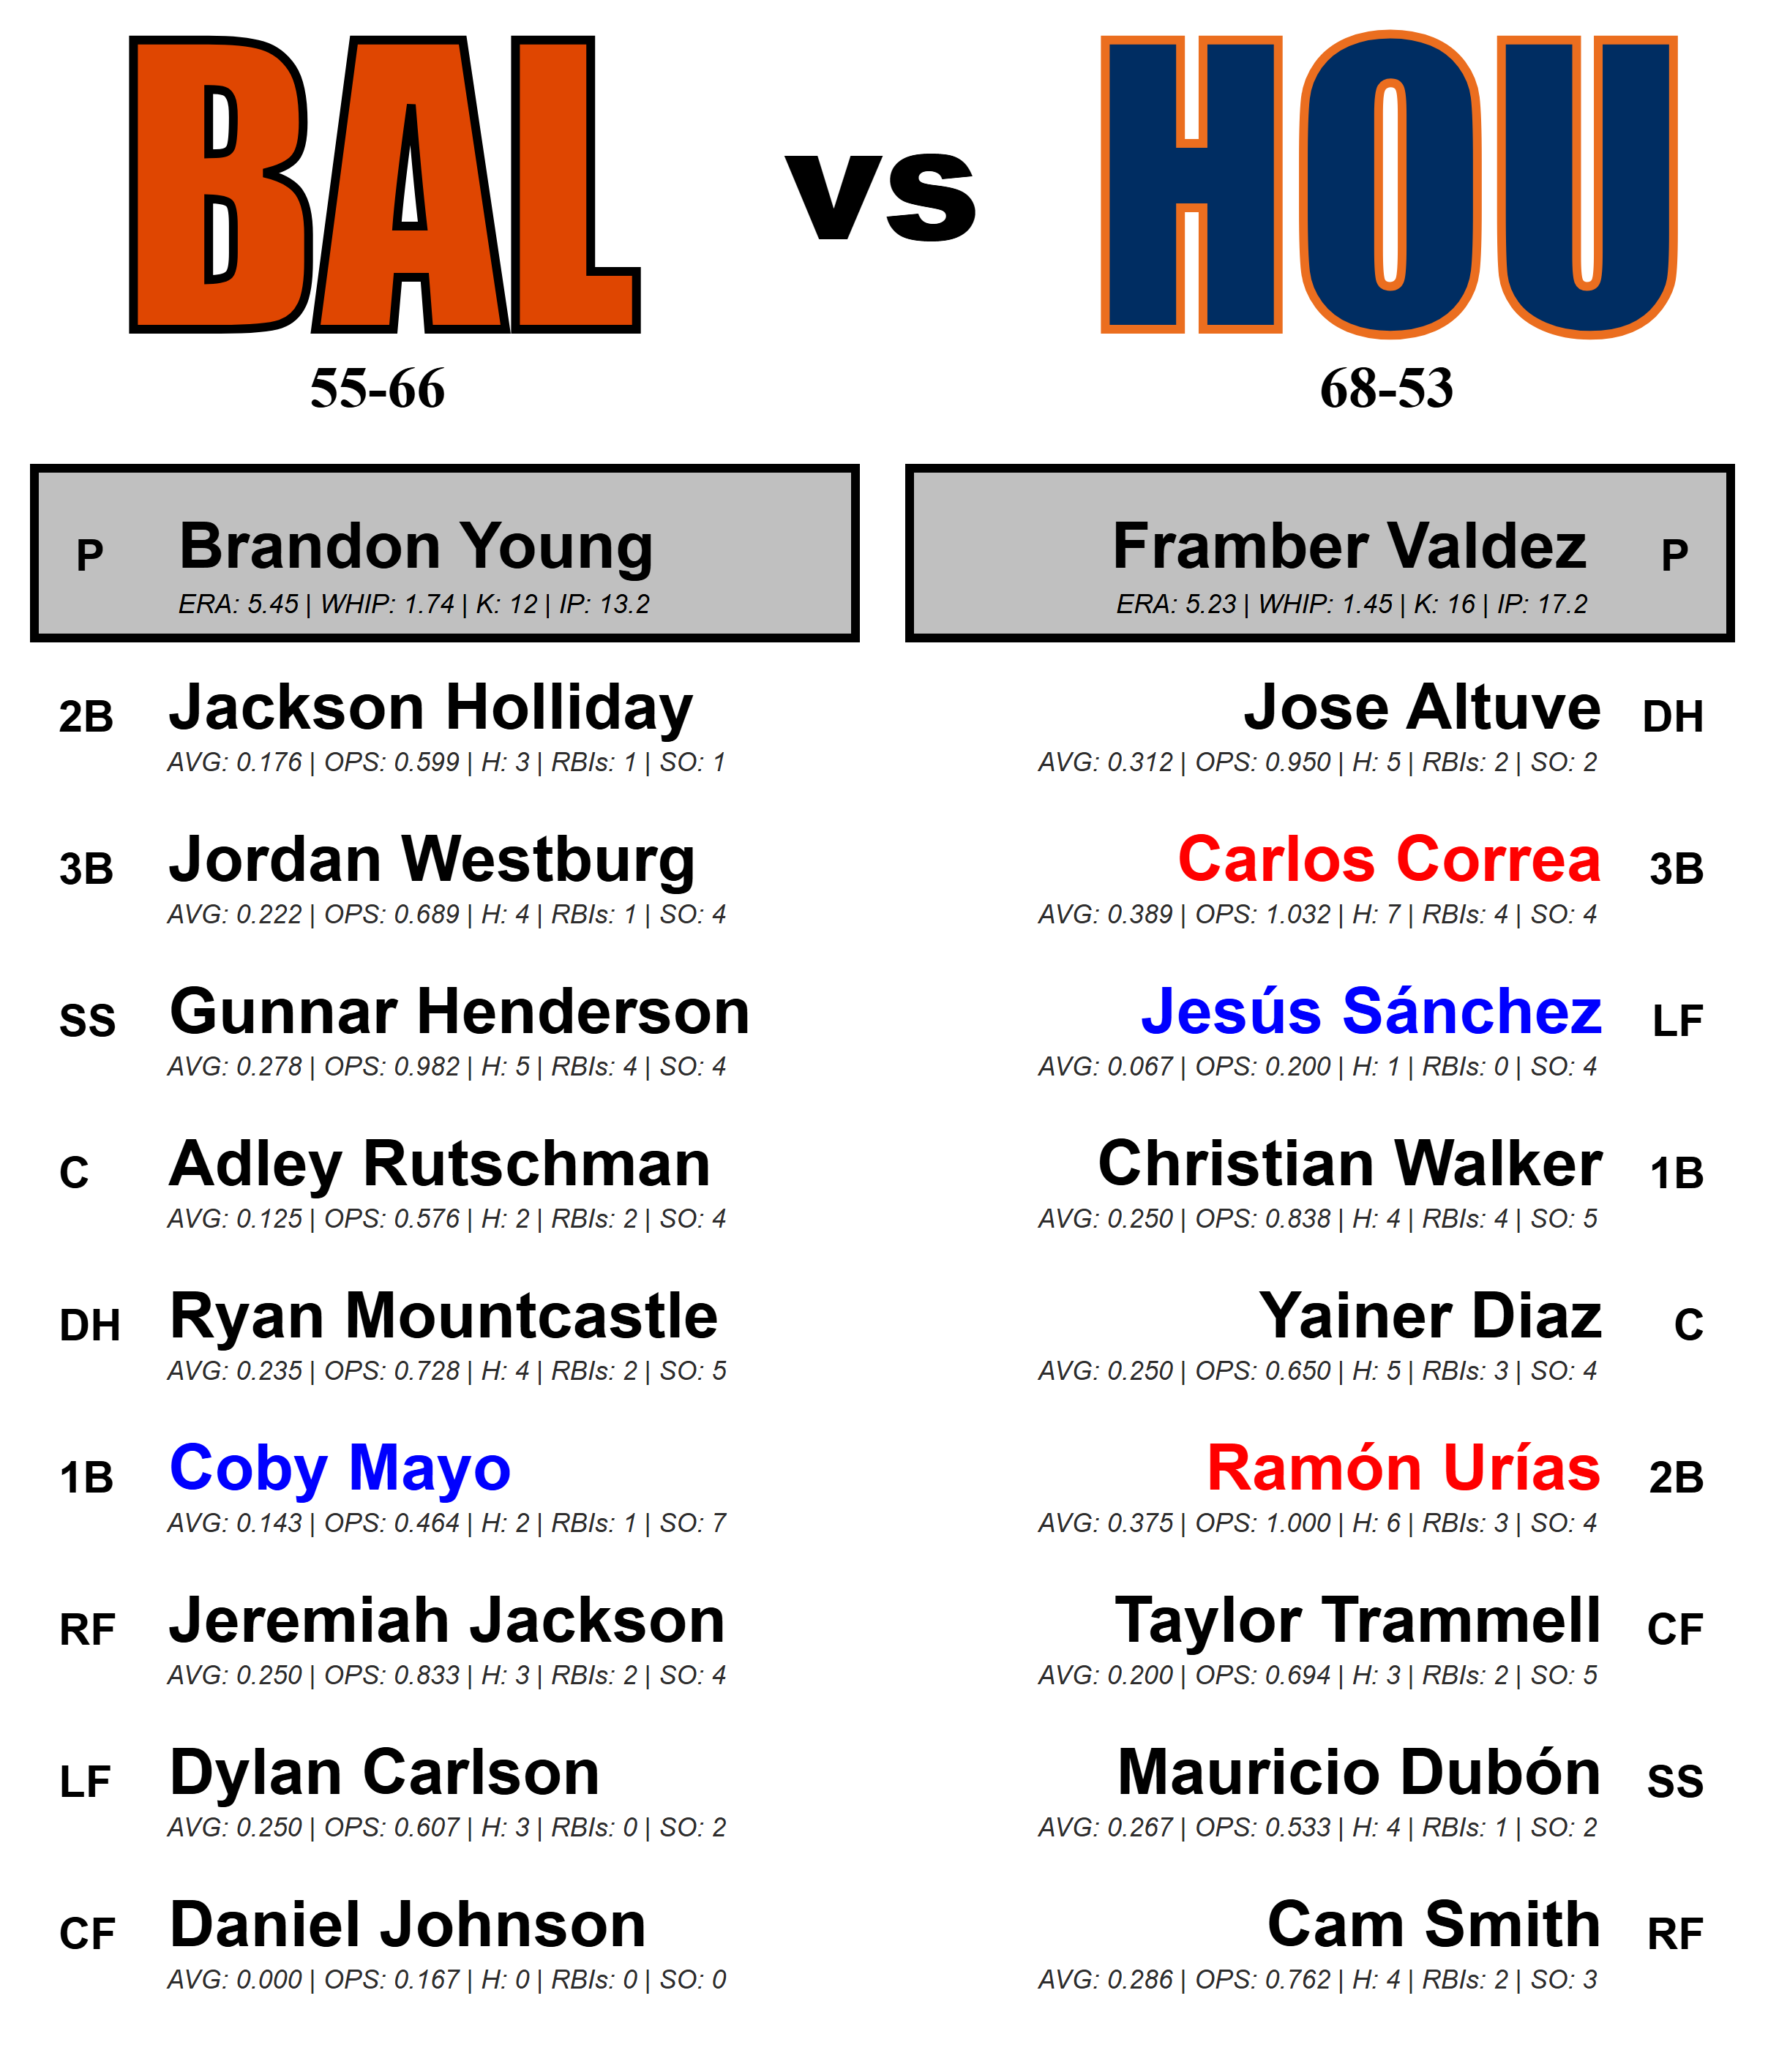 BAL vs HOU
55-66 68-53
P Brandon Young
ERA: 5.45 | WHIP: 1.74 | K: 12 | IP: 13.2
Framber Valdez P
ERA: 5.23 | WHIP: 1.45 | K: 16 | IP: 17.2
2B Jackson Holliday
AVG: 0.176 | OPS: 0.599 | H: 3 | RBIs: 1 | SO: 1
3B Jordan Westburg
AVG: 0.222 | OPS: 0.689 | H: 4 | RBIs: 1 | SO: 4
SS Gunnar Henderson
AVG: 0.278 | OPS: 0.982 | H: 5 | RBIs: 4 | SO: 4
C Adley Rutschman
AVG: 0.125 | OPS: 0.576 | H: 2 | RBIs: 2 | SO: 4
DH Ryan Mountcastle
AVG: 0.235 | OPS: 0.728 | H: 4 | RBIs: 2 | SO: 5
1B Coby Mayo
AVG: 0.143 | OPS: 0.464 | H: 2 | RBIs: 1 | SO: 7
RF Jeremiah Jackson
AVG: 0.250 | OPS: 0.833 | H: 3 | RBIs: 2 | SO: 4
LF Dylan Carlson
AVG: 0.250 | OPS: 0.607 | H: 3 | RBIs: 0 | SO: 2
CF Daniel Johnson
AVG: 0.000 | OPS: 0.167 | H: 0 | RBIs: 0 | SO: 0
Jose Altuve DH
AVG: 0.312 | OPS: 0.950 | H: 5 | RBIs: 2 | SO: 2
Carlos Correa 3B
AVG: 0.389 | OPS: 1.032 | H: 7 | RBIs: 4 | SO: 4
Jesús Sánchez LF
AVG: 0.067 | OPS: 0.200 | H: 1 | RBIs: 0 | SO: 4
Christian Walker 1B
AVG: 0.250 | OPS: 0.838 | H: 4 | RBIs: 4 | SO: 5
Yainer Diaz C
AVG: 0.250 | OPS: 0.650 | H: 5 | RBIs: 3 | SO: 4
Ramón Urías 2B
AVG: 0.375 | OPS: 1.000 | H: 6 | RBIs: 3 | SO: 4
Taylor Trammell CF
AVG: 0.200 | OPS: 0.694 | H: 3 | RBIs: 2 | SO: 5
Mauricio Dubón SS
AVG: 0.267 | OPS: 0.533 | H: 4 | RBIs: 1 | SO: 2
Cam Smith RF
AVG: 0.286 | OPS: 0.762 | H: 4 | RBIs: 2 | SO: 3